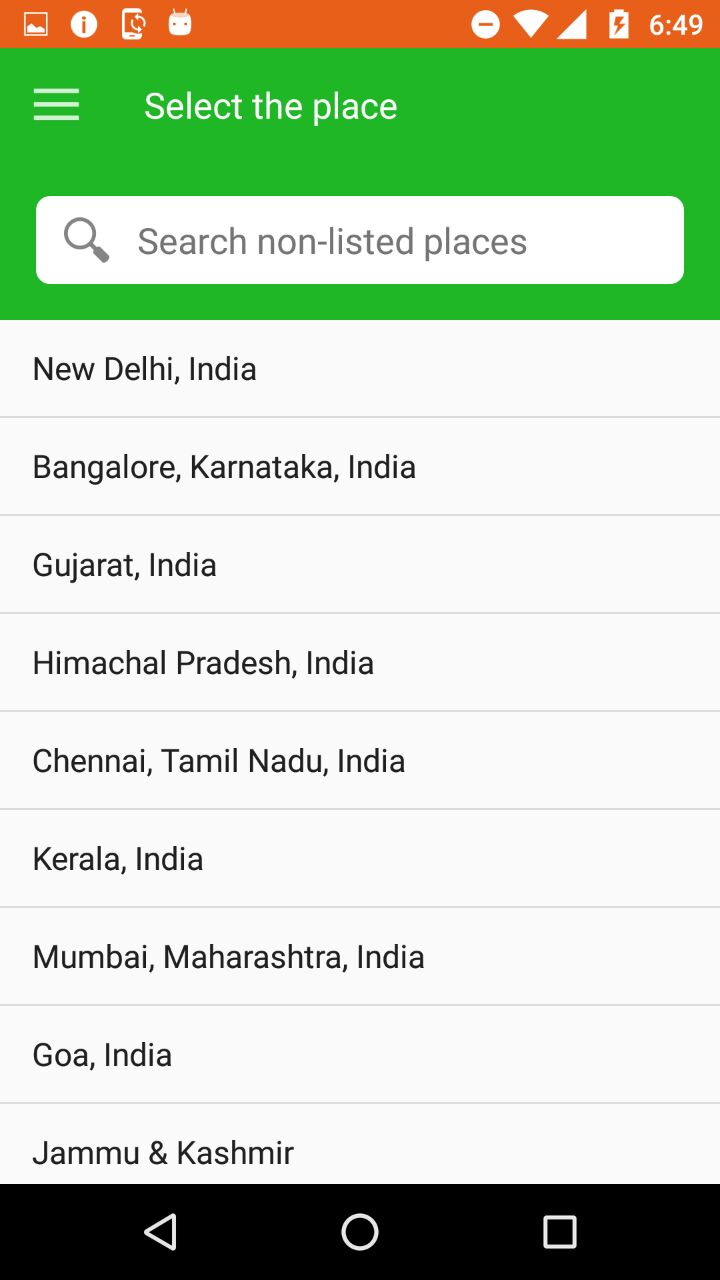 6:49
Select the place
Search non-listed places
New Delhi, India
Bangalore, Karnataka, India
Gujarat, India
Himachal Pradesh, India
Chennai, Tamil Nadu, India
Kerala, India
Mumbai, Maharashtra, India
Goa, India
Jammu & Kashmir